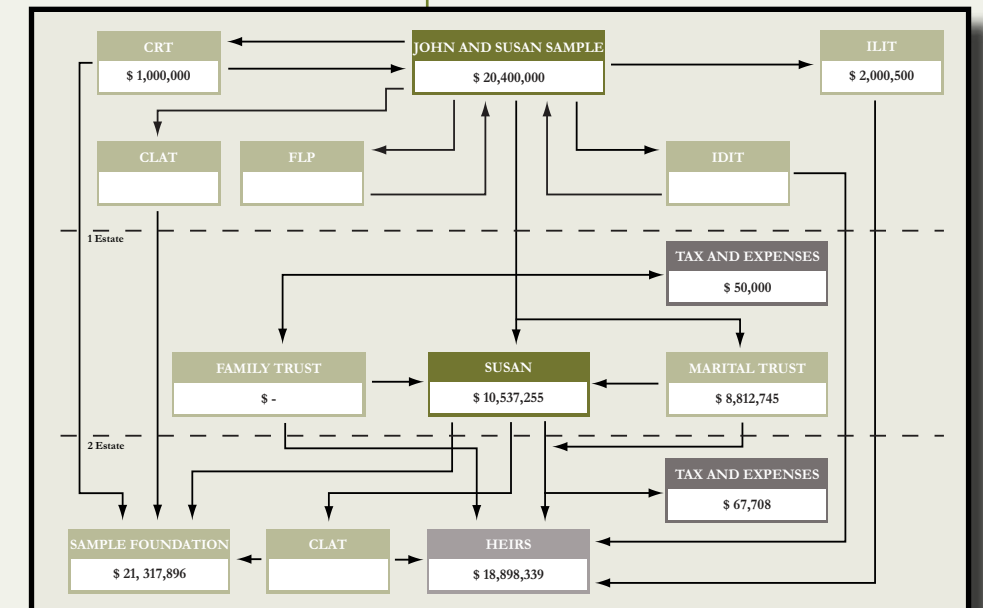 CRT
$ 1,000,000
JOHN AND SUSAN SAMPLE
$ 20,400,000
ILIT
$ 2,000,500
CLAT
FLP
IDIT
1 Estate
TAX AND EXPENSES
$ 50,000
FAMILY TRUST
$ -
SUSAN
$ 10,537,255
MARITAL TRUST
$ 8,812,745
2 Estate
TAX AND EXPENSES
$ 67,708
SAMPLE FOUNDATION
$ 21, 317,896
CLAT
HEIRS
$ 18,898,339